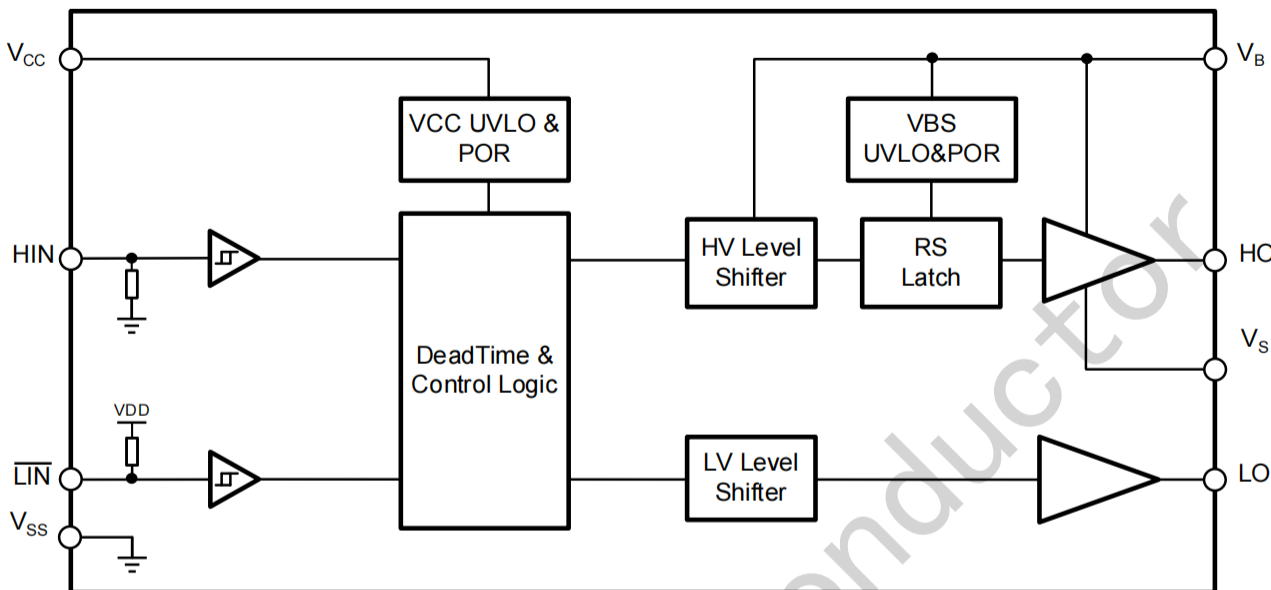 VCC
VB
VCC UVLO &
POR
VBS
UVLO&POR
HIN
HV Level
Shifter
RS
Latch
HO
DeadTime &
Control Logic
VS
VDD
LIN
LV Level
Shifter
LO
VSS